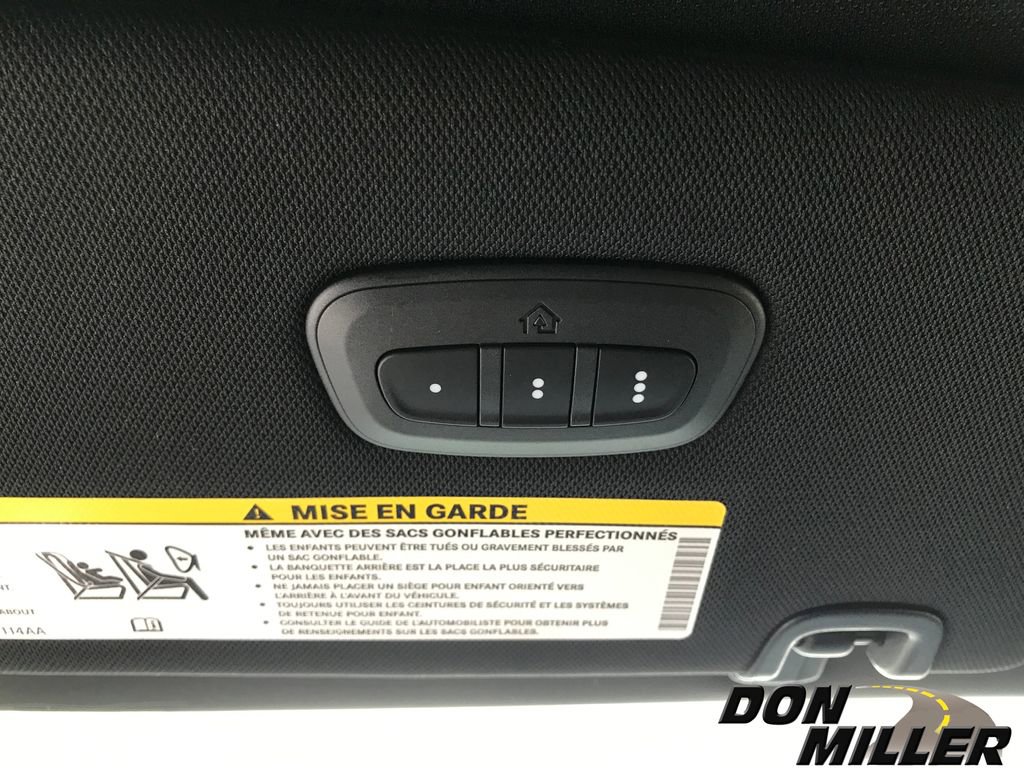 ⚠ MISE EN GARDE
MÊME AVEC DES SACS GONFLABLES PERFECTIONNÉS
• LES ENFANTS PEUVENT ÊTRE TUÉS OU GRAVEMENT BLESSÉS PAR
UN SAC GONFLABLE.
• LA BANQUETTE ARRIÈRE EST LA PLACE LA PLUS SÉCURITAIRE
POUR LES ENFANTS.
• NE JAMAIS PLACER UN SIÈGE POUR ENFANT ORIENTÉ VERS
L'ARRIÈRE À L'AVANT DU VÉHICULE.
• TOUJOURS UTILISER LES CEINTURES DE SÉCURITÉ ET LES SYSTÈMES
DE RETENUE POUR ENFANT.
• CONSULTER LE GUIDE DE L'AUTOMOBILISTE POUR OBTENIR PLUS
DE RENSEIGNEMENTS SUR LES SACS GONFLABLES.
ABOUT
114AA
DON
MILLER